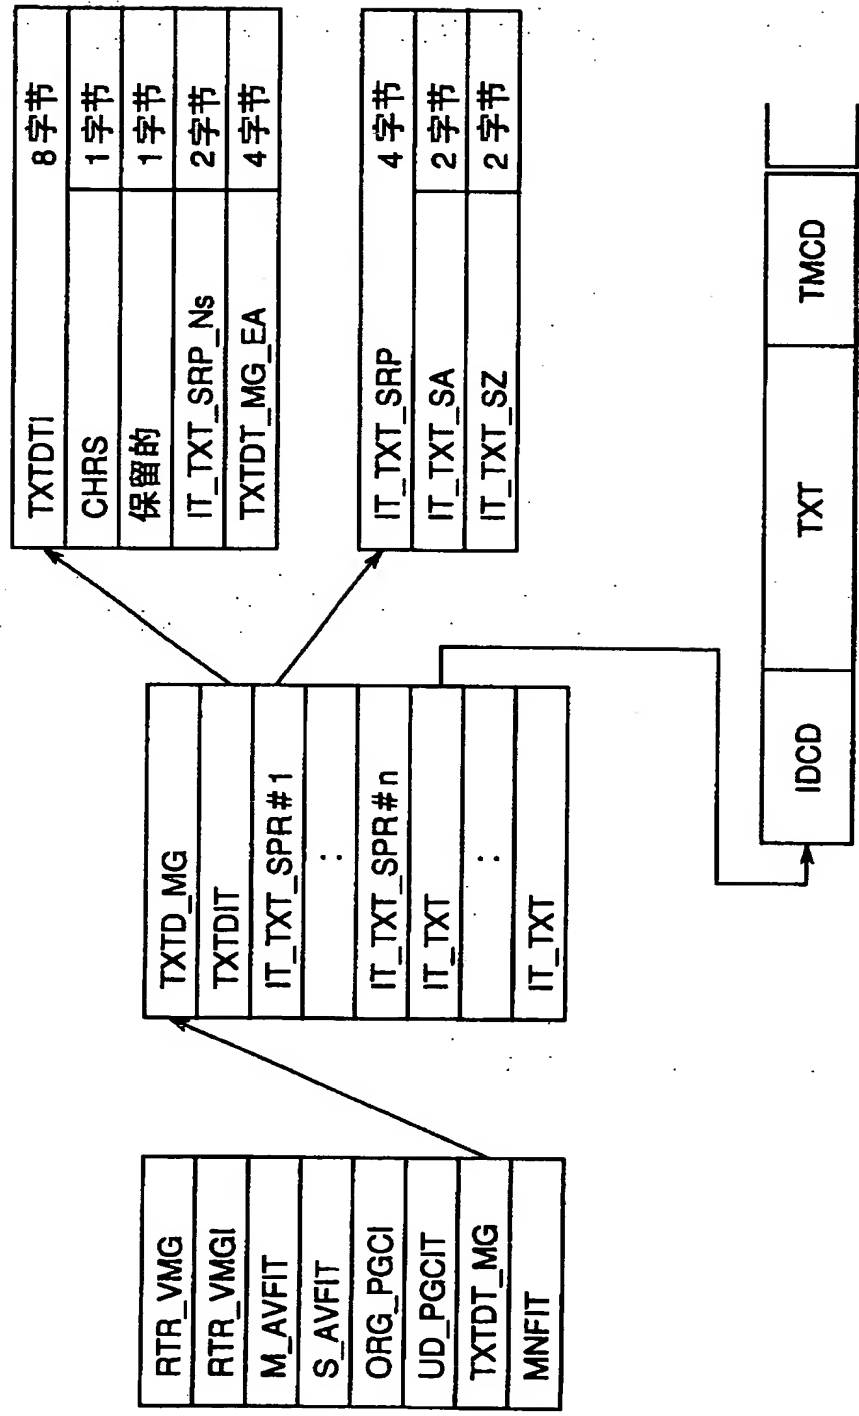 RTR_VMG
RTR_VMGI
M_AVFIT
S_AVFIT
ORG_PGCI
UD_PGCIT
TXTDT_MG
MNFIT
TXTD_MG
TXTDIT
IT_TXT_SPR#1
:
IT_TXT_SPR#n
IT_TXT
:
IT_TXT
TXTDTI 8字节
CHRS 1字节
保留的 1字节
IT_TXT_SRP_Ns 2字节
TXTDT_MG_EA 4字节
IT_TXT_SRP 4字节
IT_TXT_SA 2字节
IT_TXT_SZ 2字节
IDCD TXT TMCD